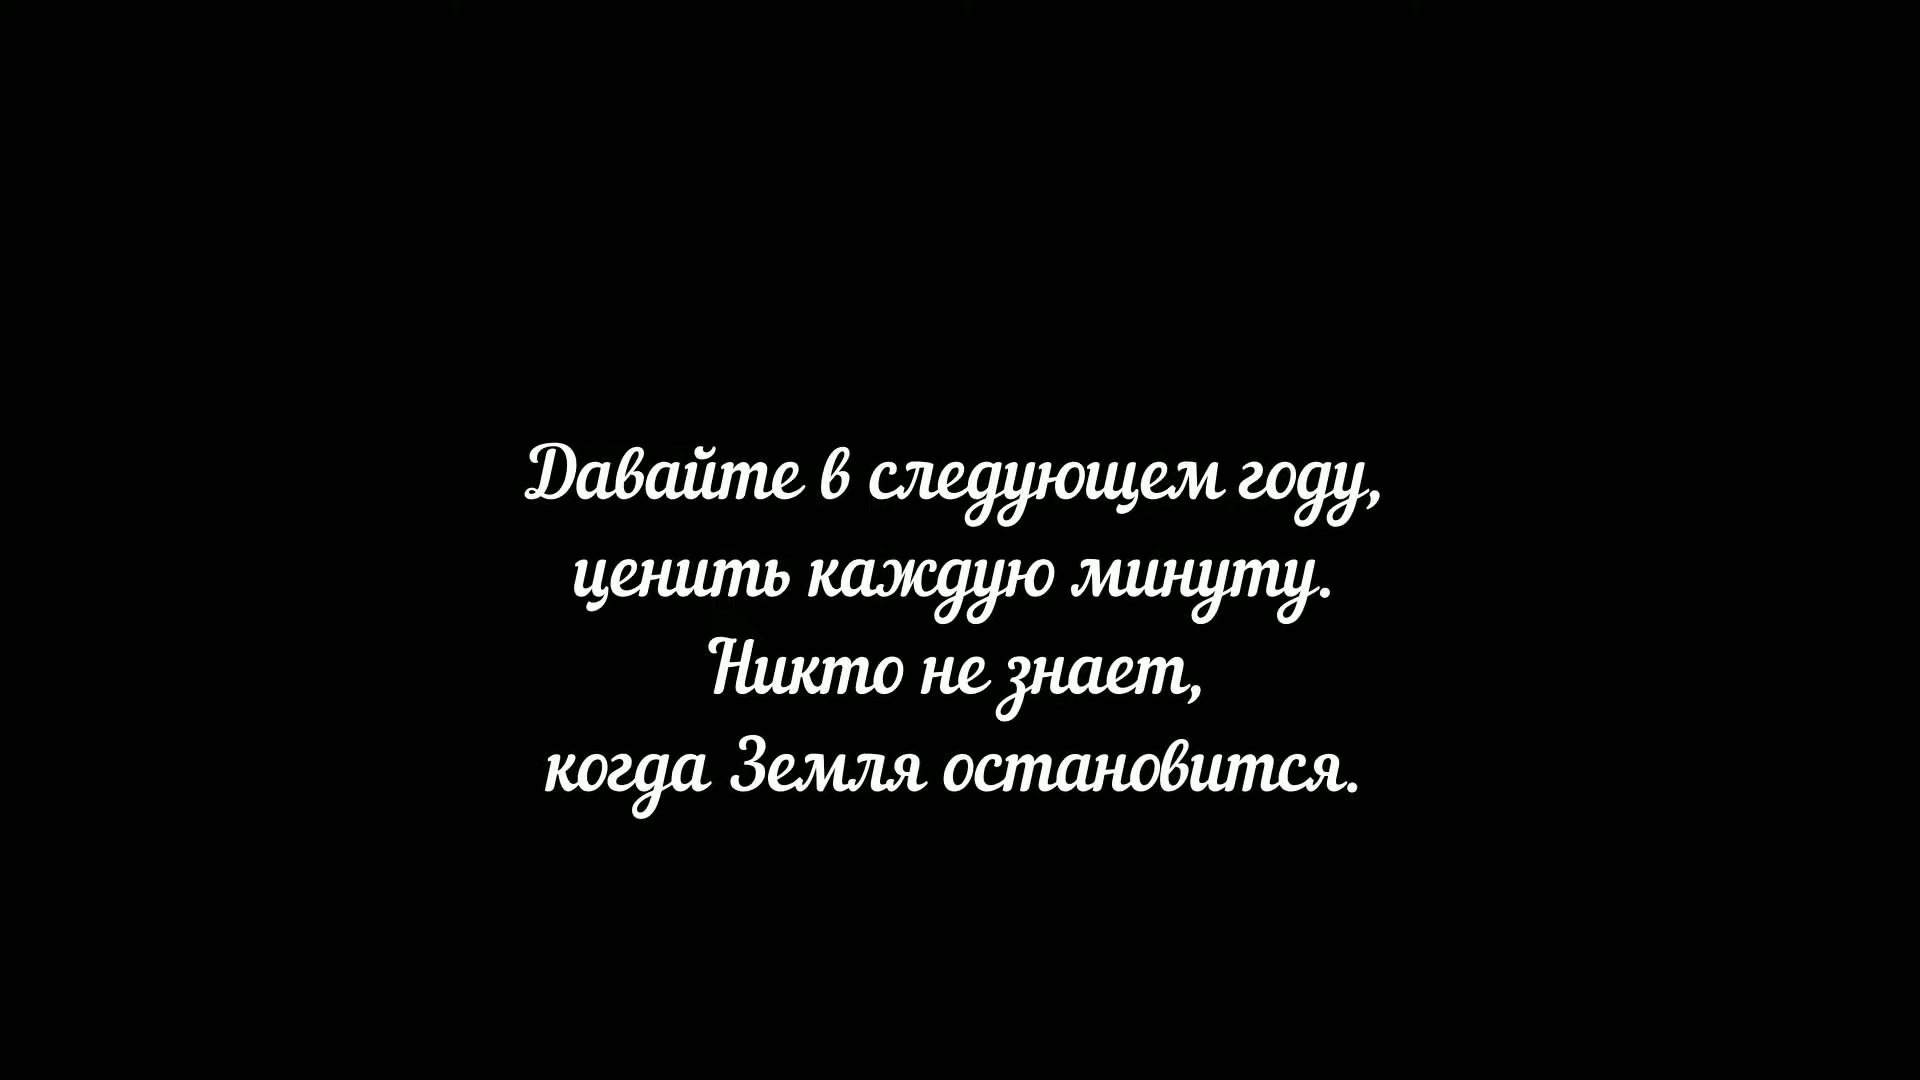 Давайте в следующем году,
ценить каждую минуту.
Никто не знает,
когда Земля остановится.